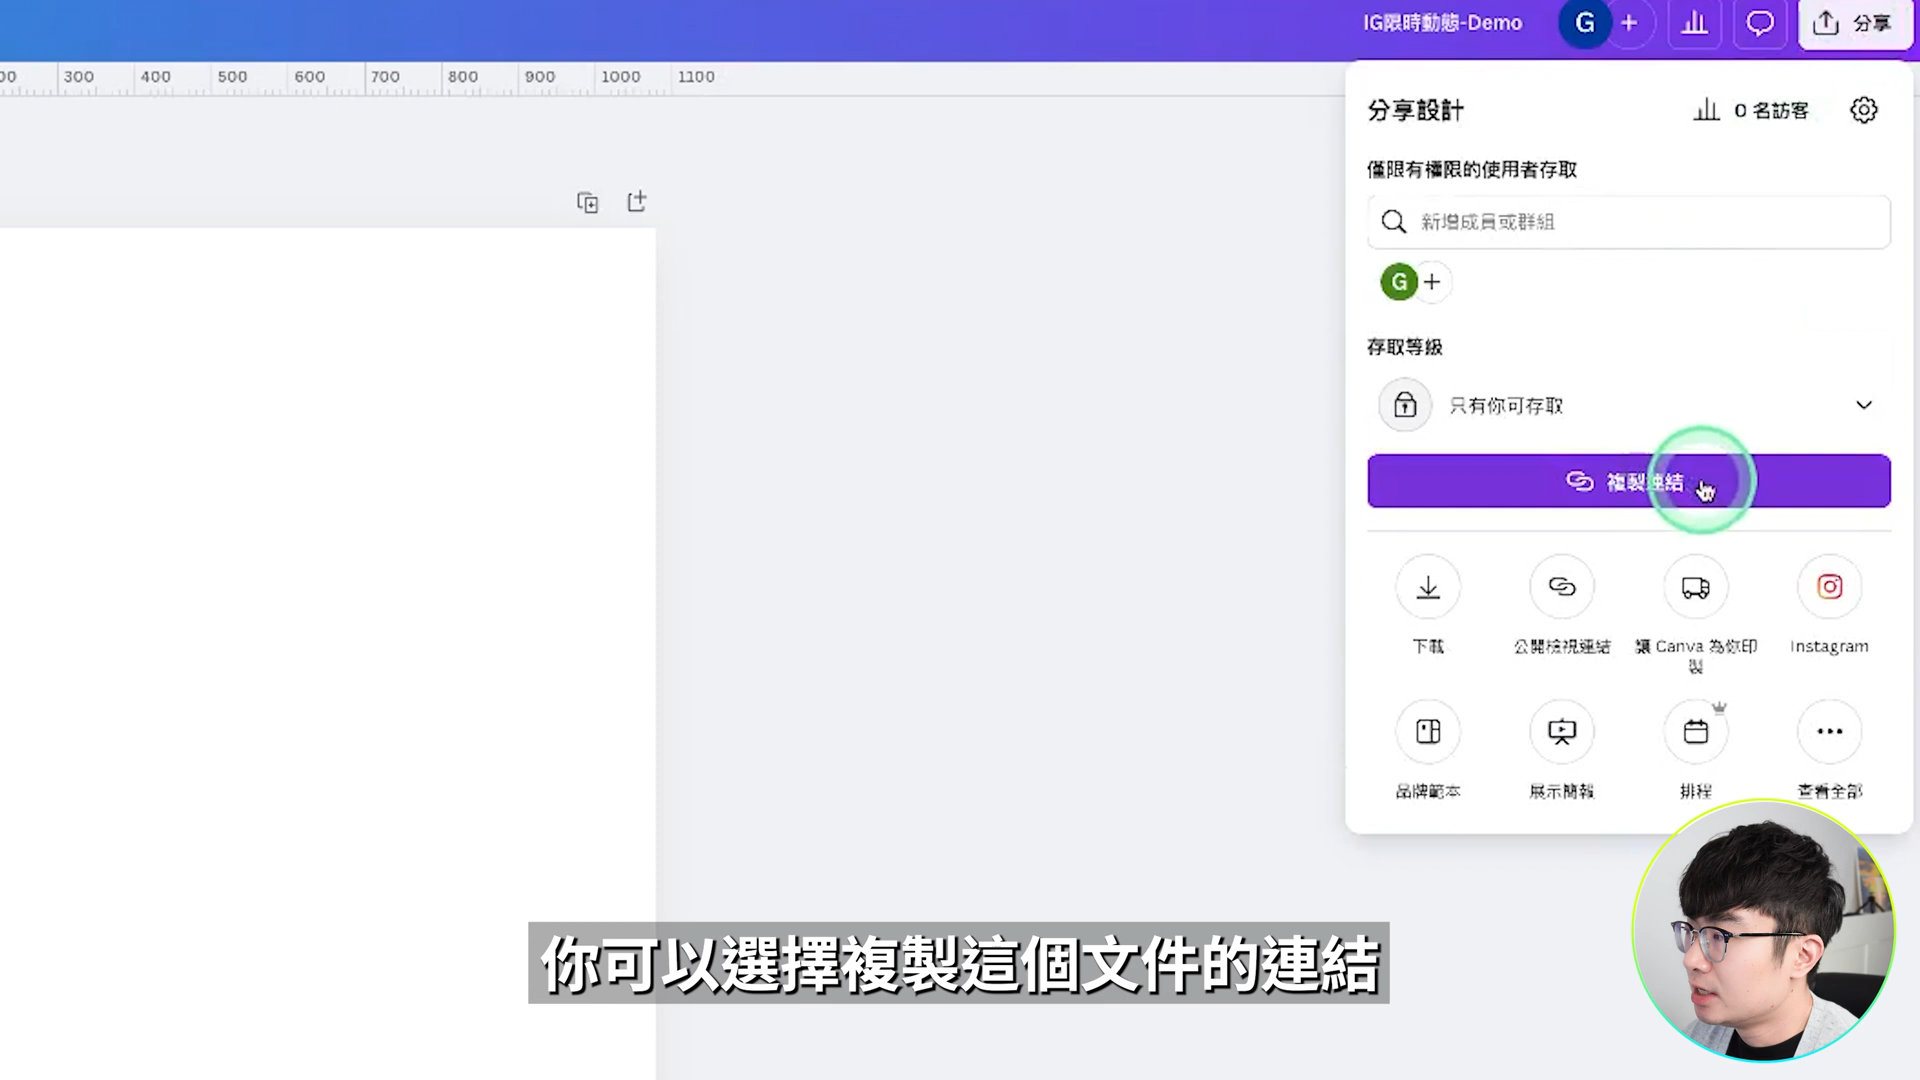 IG限時動態-Demo
G
分享
00 300 400 500 600 700 800 900 1000 1100
分享設計
0 名訪客
僅限有權限的使用者存取
新增成員或群組
G
存取等級
只有你可存取
複製連結
下載
公開檢視連結
讓 Canva 為你印製
Instagram
品牌範本
展示簡報
排程
查看全部
你可以選擇複製這個文件的連結